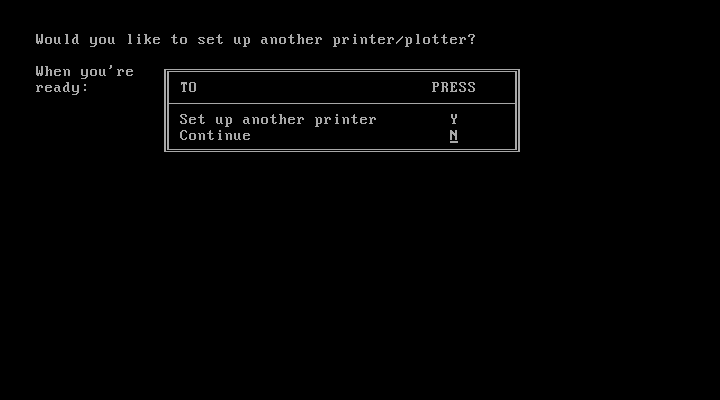 Would you like to set up another printer/plotter?
When you're
ready:
TO PRESS
Set up another printer Y
Continue N